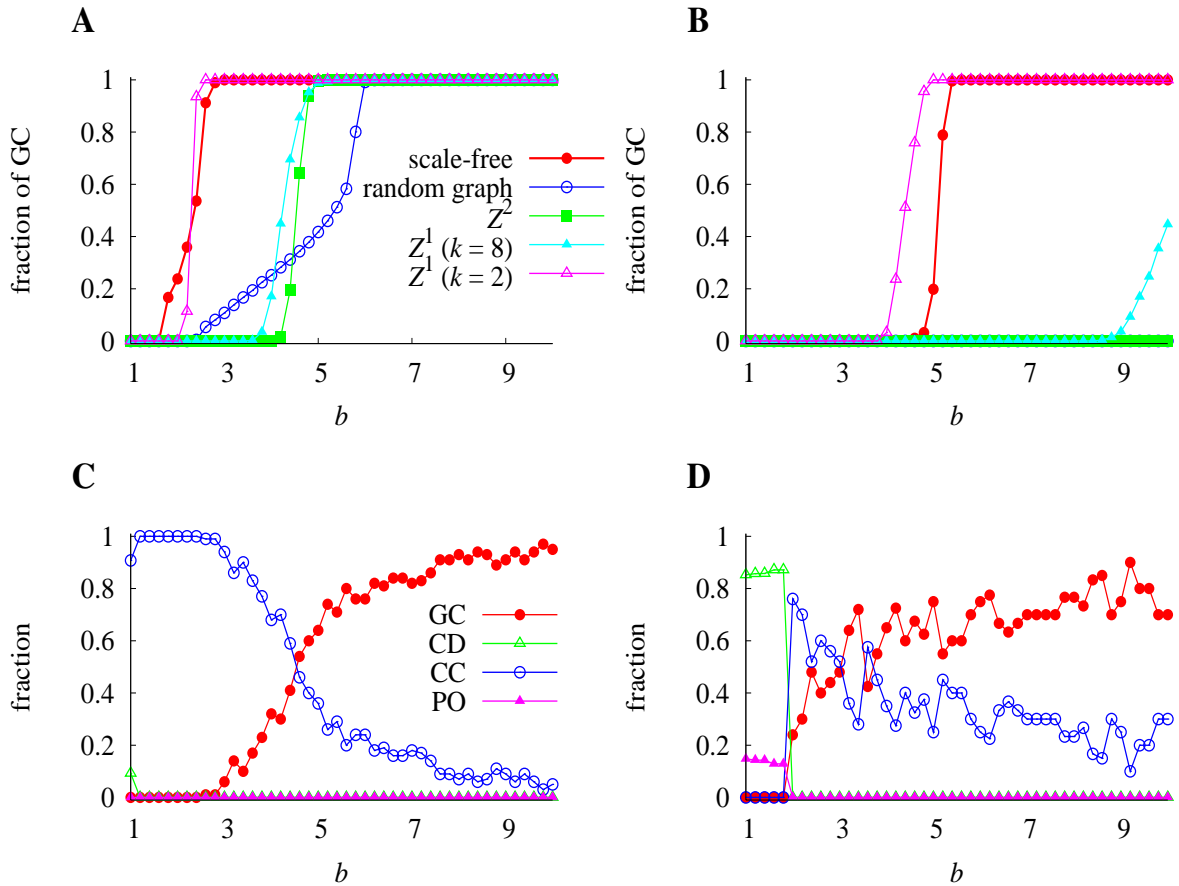 A
B
fraction of GC
1
0.8
0.6
0.4
0.2
0
1 3 5 7 9
b
scale-free
random graph
Z²
Z¹ (k = 8)
Z¹ (k = 2)
fraction of GC
1
0.8
0.6
0.4
0.2
0
1 3 5 7 9
b
C
D
fraction
1
0.8
0.6
0.4
0.2
0
1 3 5 7 9
b
GC
CD
CC
PO
fraction
1
0.8
0.6
0.4
0.2
0
1 3 5 7 9
b